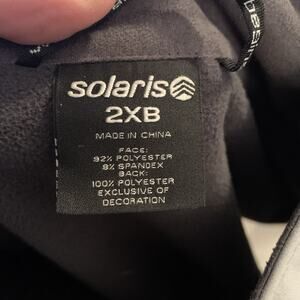 solaris
2XB
MADE IN CHINA
FACE:
92% POLYESTER
8% SPANDEX
BACK:
100% POLYESTER
EXCLUSIVE OF
DECORATION